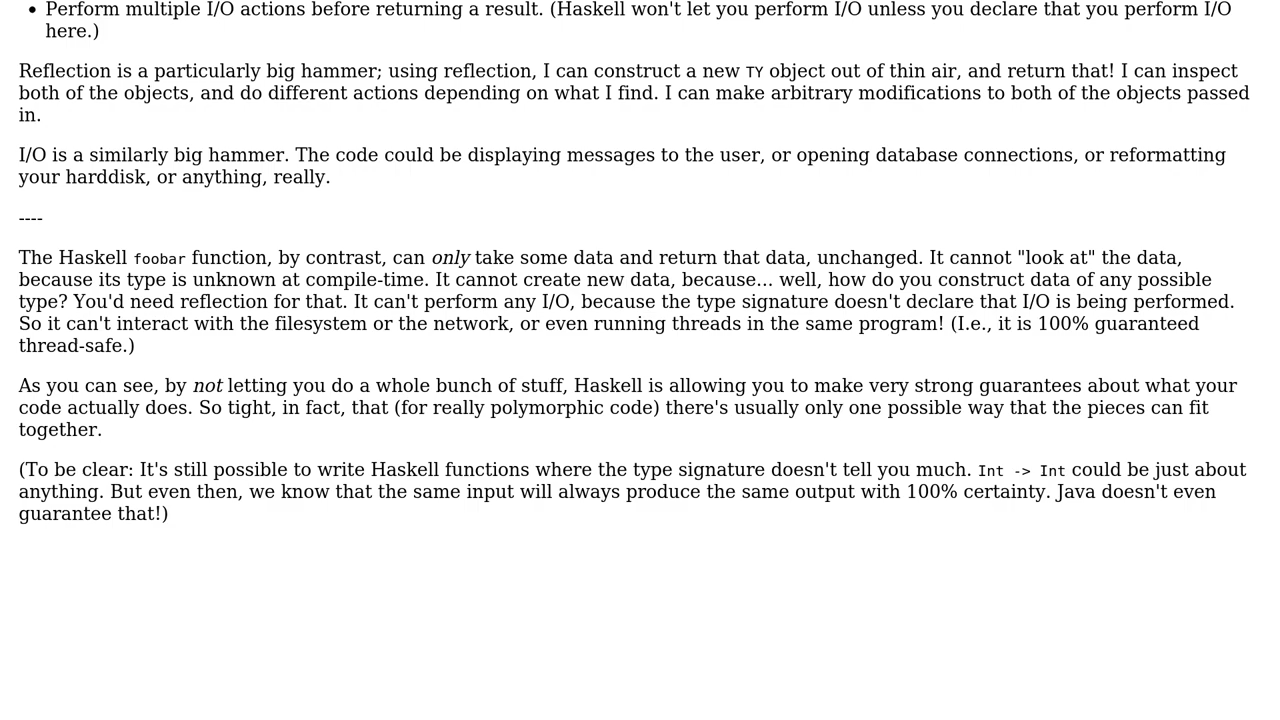 • Perform multiple I/O actions before returning a result. (Haskell won't let you perform I/O unless you declare that you perform I/O
here.)
Reflection is a particularly big hammer; using reflection, I can construct a new TY object out of thin air, and return that! I can inspect
both of the objects, and do different actions depending on what I find. I can make arbitrary modifications to both of the objects passed
in.
I/O is a similarly big hammer. The code could be displaying messages to the user, or opening database connections, or reformatting
your harddisk, or anything, really.
----
The Haskell foobar function, by contrast, can only take some data and return that data, unchanged. It cannot "look at" the data,
because its type is unknown at compile-time. It cannot create new data, because... well, how do you construct data of any possible
type? You'd need reflection for that. It can't perform any I/O, because the type signature doesn't declare that I/O is being performed.
So it can't interact with the filesystem or the network, or even running threads in the same program! (I.e., it is 100% guaranteed
thread-safe.)
As you can see, by not letting you do a whole bunch of stuff, Haskell is allowing you to make very strong guarantees about what your
code actually does. So tight, in fact, that (for really polymorphic code) there's usually only one possible way that the pieces can fit
together.
(To be clear: It's still possible to write Haskell functions where the type signature doesn't tell you much. Int -> Int could be just about
anything. But even then, we know that the same input will always produce the same output with 100% certainty. Java doesn't even
guarantee that!)